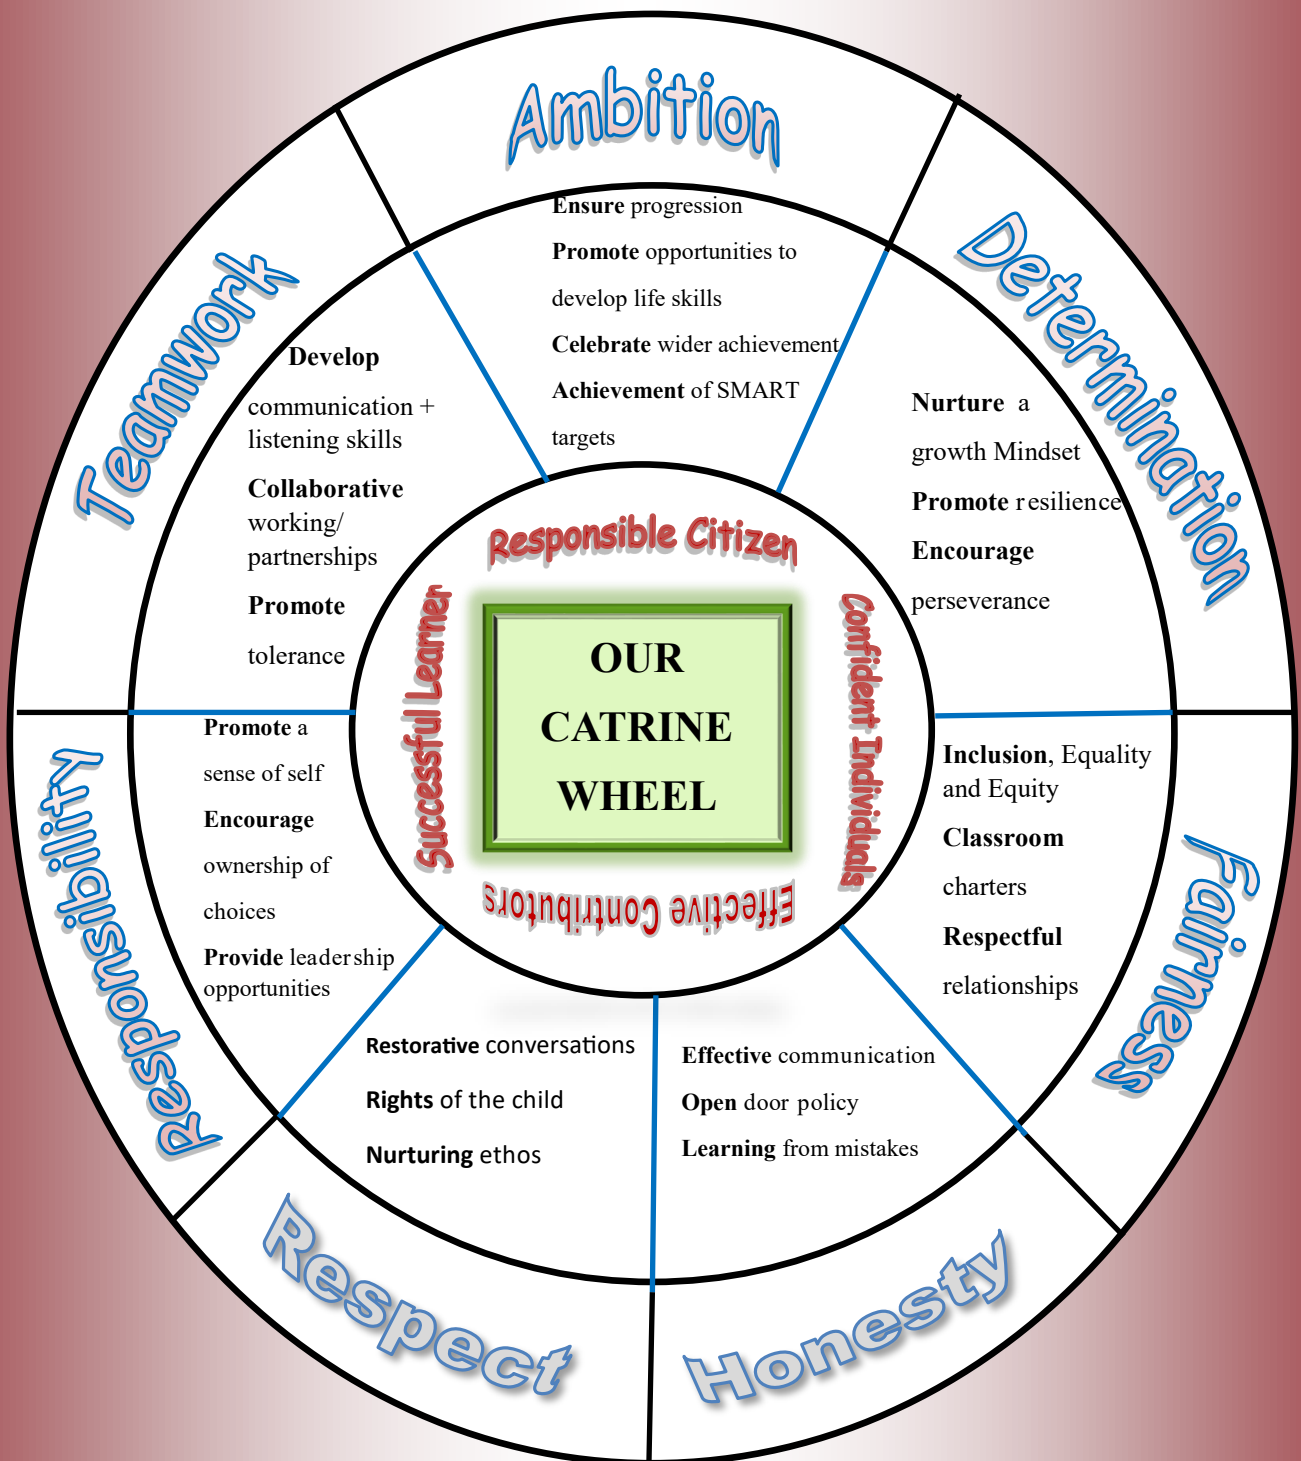 Ambition
Ensure progression
Promote opportunities to
develop life skills
Celebrate wider achievement
Achievement of SMART
targets
Determination
Nurture a
growth Mindset
Promote resilience
Encourage
perseverance
Fairness
Inclusion, Equality
and Equity
Classroom
charters
Respectful
relationships
Honesty
Effective communication
Open door policy
Learning from mistakes
Respect
Restorative conversations
Rights of the child
Nurturing ethos
Responsibility
Promote a
sense of self
Encourage
ownership of
choices
Provide leadership
opportunities
Teamwork
Develop
communication +
listening skills
Collaborative
working/
partnerships
Promote
tolerance
Responsible Citizen
Confident Individuals
Effective Contributors
Successful Learner
OUR
CATRINE
WHEEL